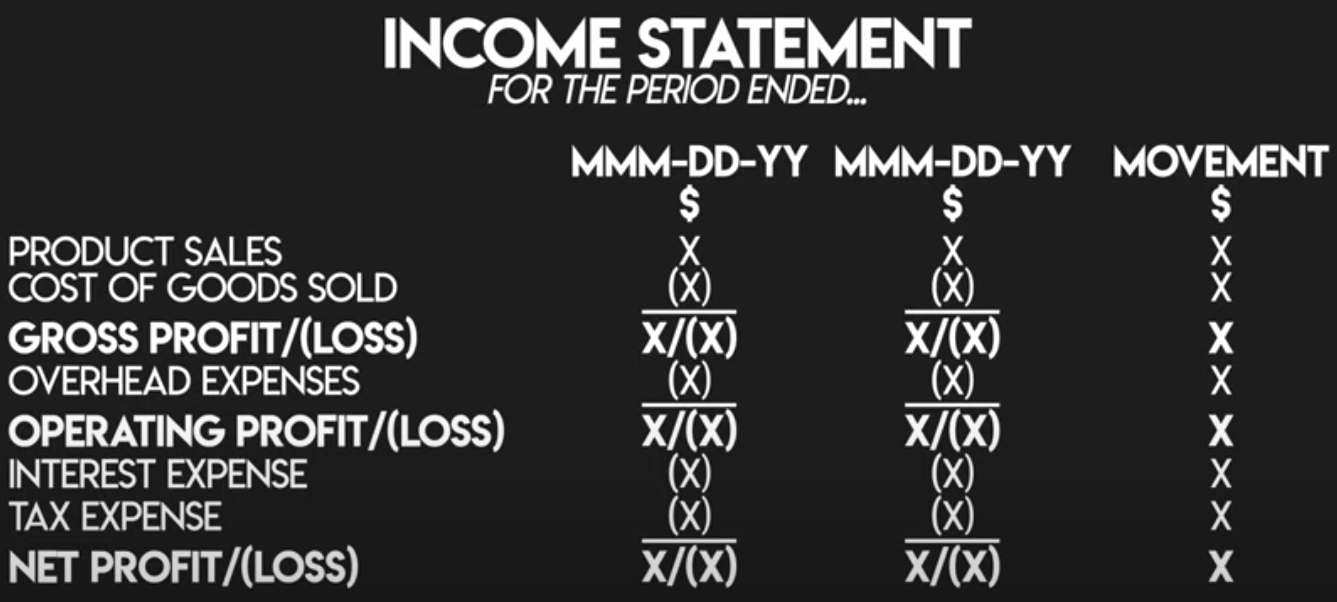 INCOME STATEMENT
FOR THE PERIOD ENDED...
MMM-DD-YY MMM-DD-YY MOVEMENT
$ $ $
PRODUCT SALES X X X
COST OF GOODS SOLD (X) (X) X
GROSS PROFIT/(LOSS) X/(X) X/(X) X
OVERHEAD EXPENSES (X) (X) X
OPERATING PROFIT/(LOSS) X/(X) X/(X) X
INTEREST EXPENSE (X) (X) X
TAX EXPENSE (X) (X) X
NET PROFIT/(LOSS) X/(X) X/(X) X